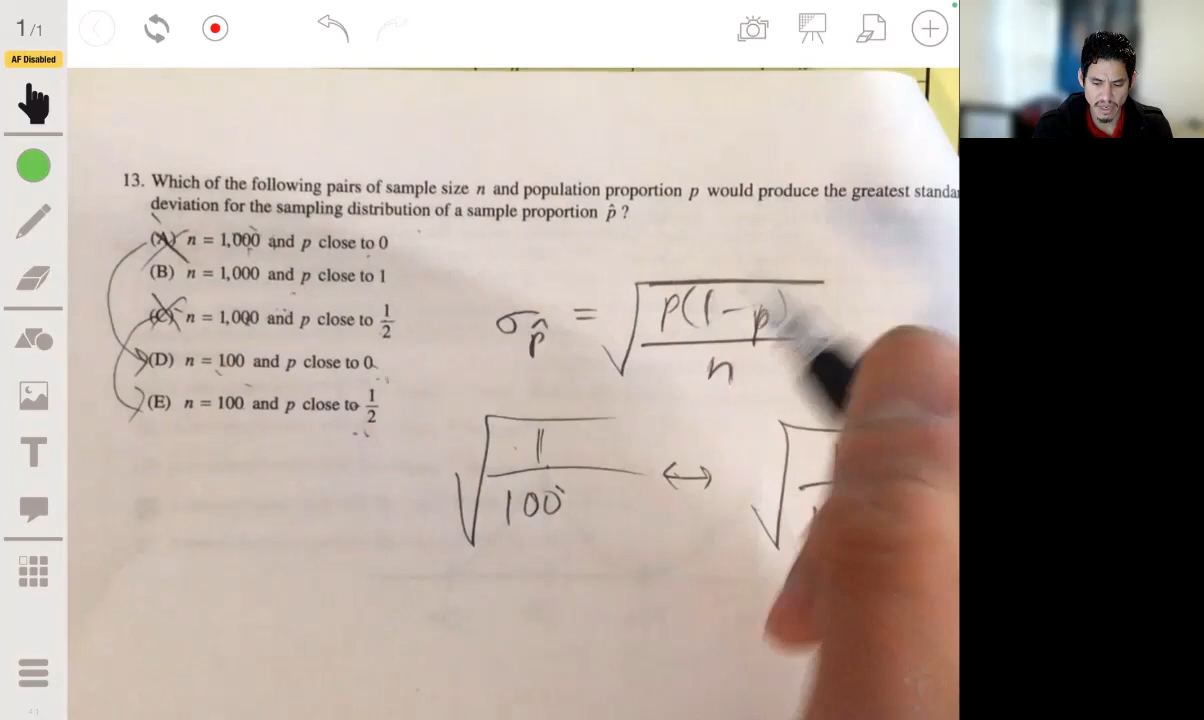 1/1
AF Disabled
13. Which of the following pairs of sample size n and population proportion p would produce the greatest
deviation for the sampling distribution of a sample proportion p̂ ?
(A) n = 1,000 and p close to 0
(B) n = 1,000 and p close to 1
n = 1,000 and p close to 1/2
(D) n = 100 and p close to 0
(E) n = 100 and p close to 1/2
σp̂ = √(p(1-p)/n)
√(1/100) ↔ √
T